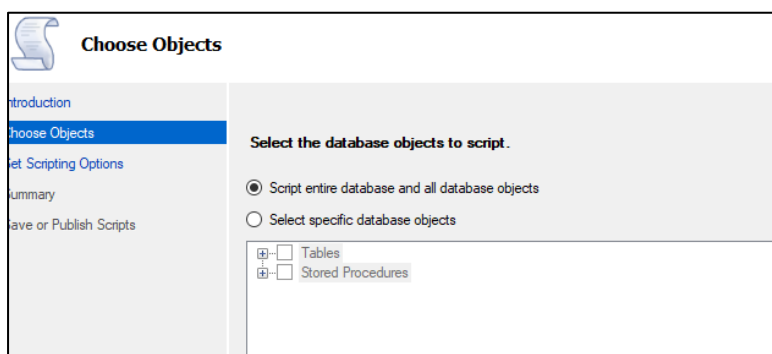 Choose Objects
ntroduction
hoose Objects
et Scripting Options
ummary
ave or Publish Scripts
Select the database objects to script.
Script entire database and all database objects
Select specific database objects
Tables
Stored Procedures